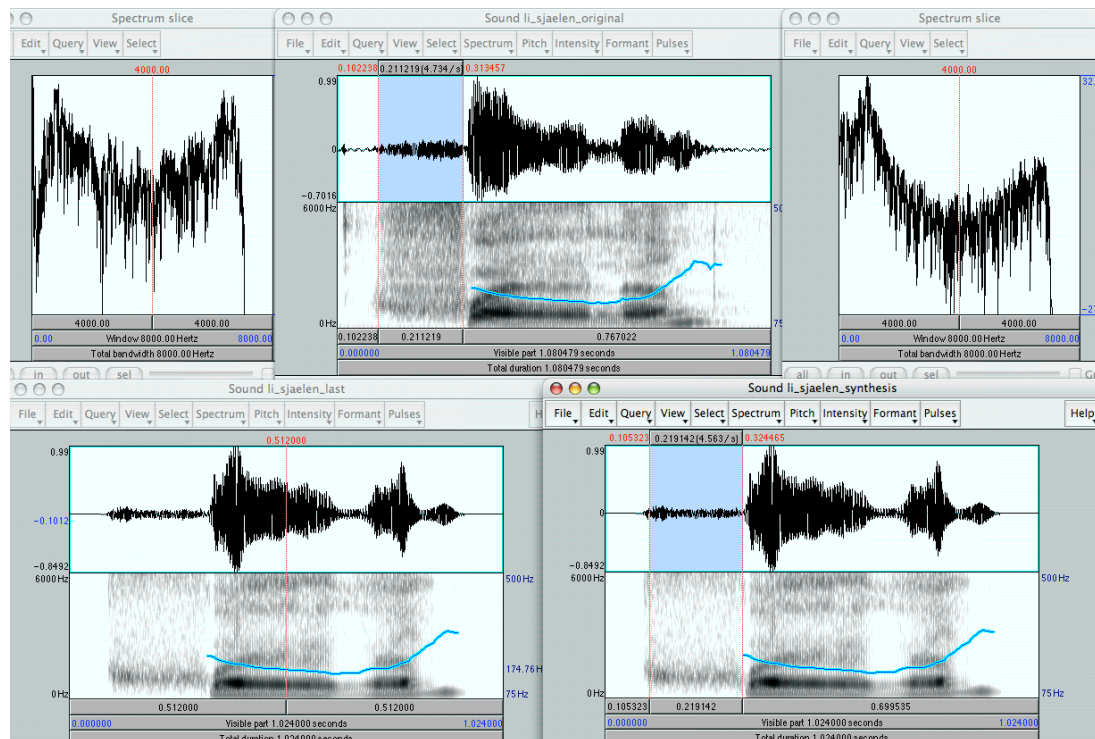 Spectrum slice
Edit Query View Select
4000.00
4000.00 4000.00
0.00 Window 8000.00 Hertz 8000.00
Total bandwidth 8000.00 Hertz
in out sel
Sound li_sjaelen_original
File Edit Query View Select Spectrum Pitch Intensity Formant Pulses
0.102238 0.211219 (4.734 / s) 0.313457
0.99
0
-0.7016
6000 Hz
0 Hz
0.102238 0.211219 0.767022
0.000000 Visible part 1.080479 seconds 1.080479
Total duration 1.080479 seconds
Spectrum slice
File Edit Query View Select
4000.00
4000.00 4000.00
0.00 Window 8000.00 Hertz 8000.00
Total bandwidth 8000.00 Hertz
all in out sel
Sound li_sjaelen_last
File Edit Query View Select Spectrum Pitch Intensity Formant Pulses
0.512000
0.99
-0.1012
-0.8492
6000 Hz
500 Hz
174.76
0 Hz
75 Hz
0.512000 0.512000
0.000000 Visible part 1.024000 seconds 1.024000
Total duration 1.024000 seconds
Sound li_sjaelen_synthesis
File Edit Query View Select Spectrum Pitch Intensity Formant Pulses Help
0.105323 0.219142 (4.563 / s) 0.324465
0.99
0
-0.8492
6000 Hz
500 Hz
0 Hz
75 Hz
0.105323 0.219142 0.699535
0.000000 Visible part 1.024000 seconds 1.024000
Total duration 1.024000 seconds